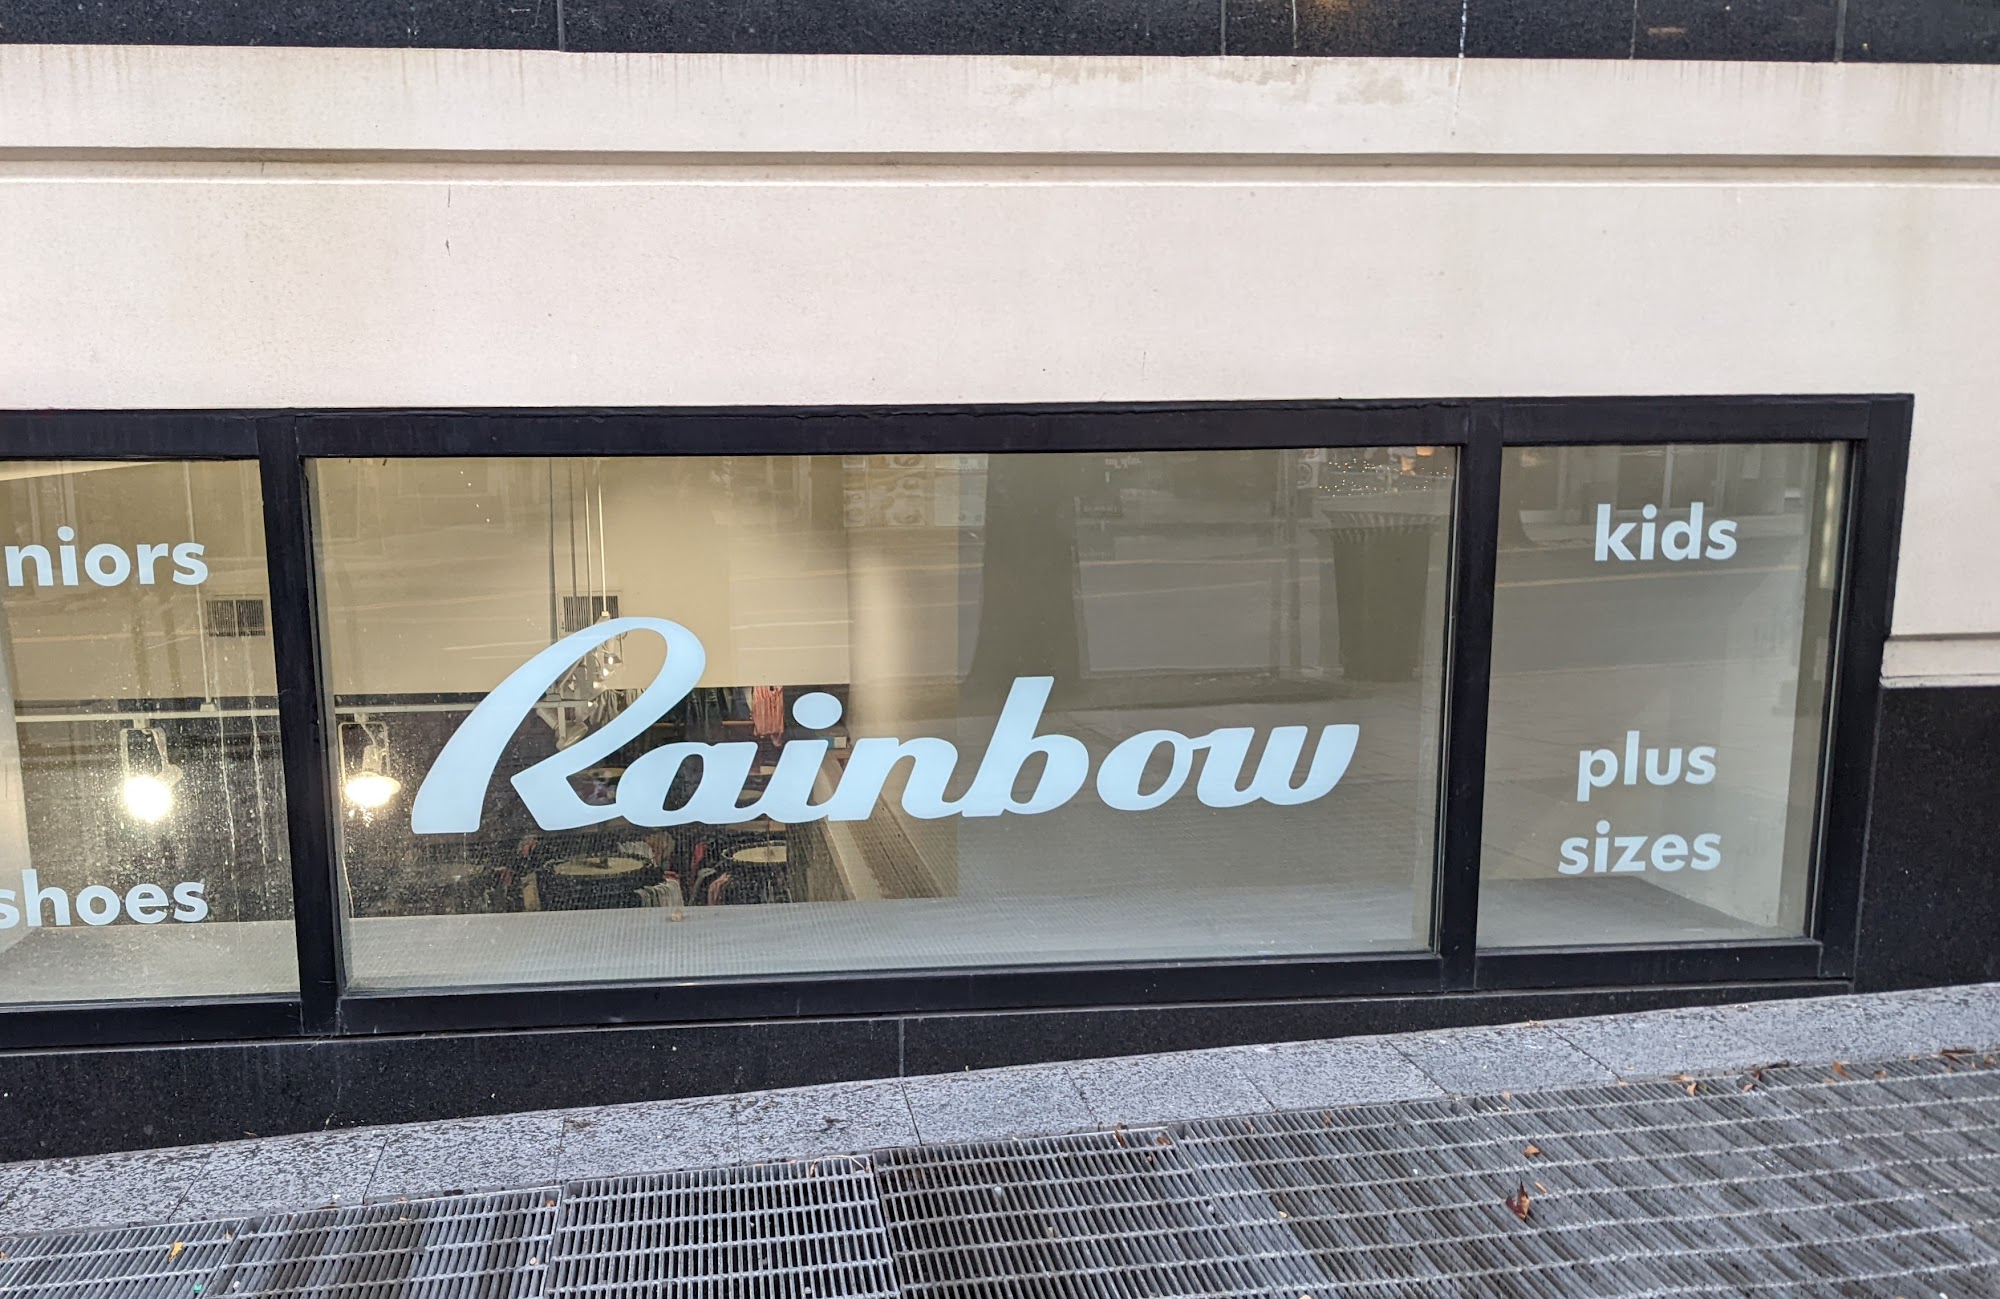 niors
shoes
Rainbow
kids
plus
sizes